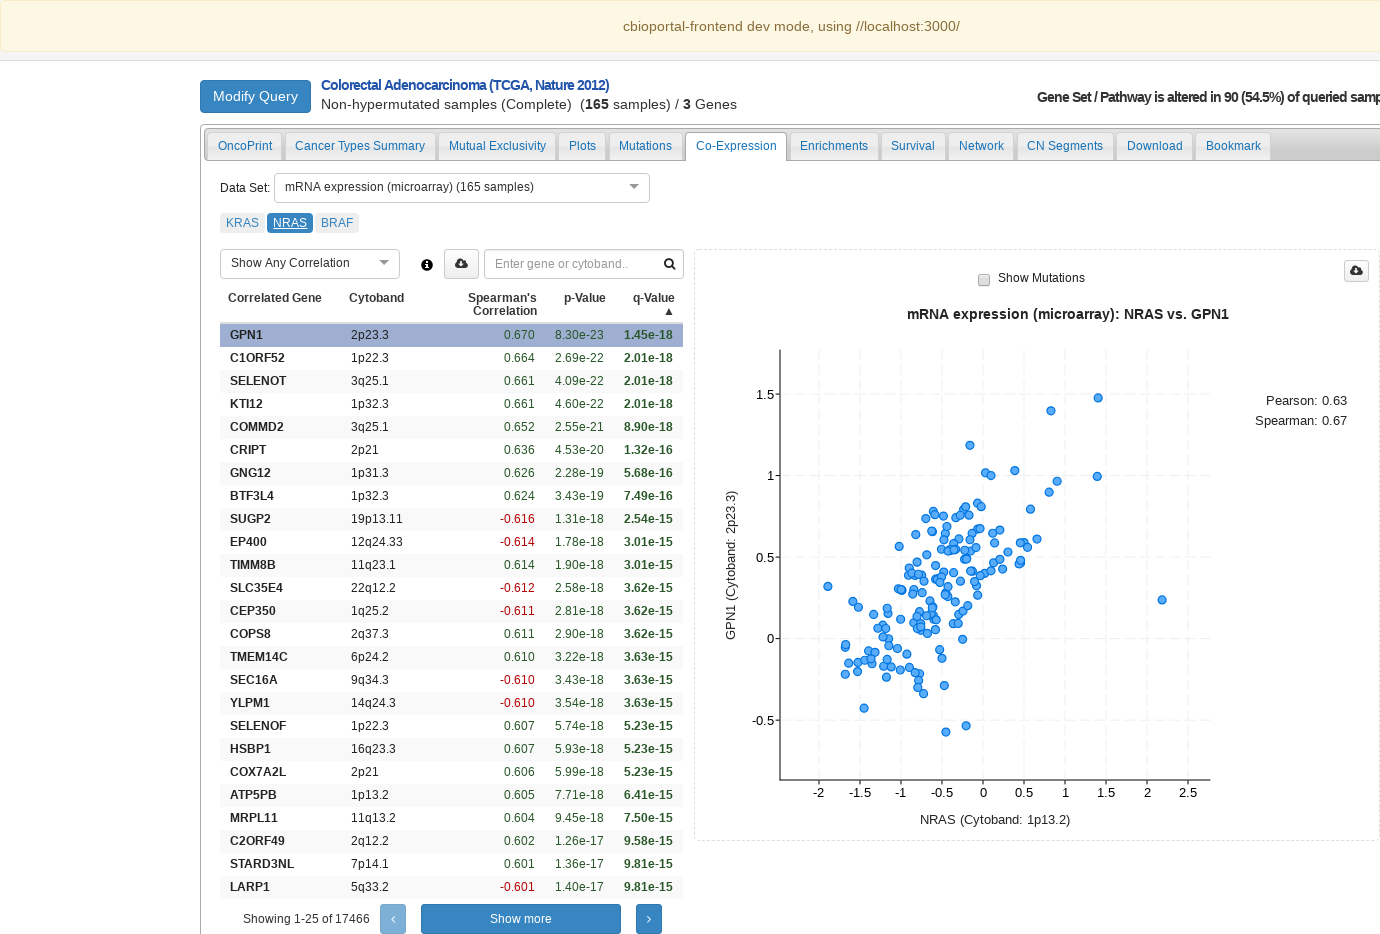 cbioportal-frontend dev mode, using //localhost:3000/
Modify Query
Colorectal Adenocarcinoma (TCGA, Nature 2012)
Non-hypermutated samples (Complete) (165 samples) / 3 Genes
Gene Set / Pathway is altered in 90 (54.5%) of queried samp
OncoPrint Cancer Types Summary Mutual Exclusivity Plots Mutations Co-Expression Enrichments Survival Network CN Segments Download Bookmark
Data Set: mRNA expression (microarray) (165 samples)
KRAS NRAS BRAF
Show Any Correlation Enter gene or cytoband..
Correlated Gene Cytoband Spearman's Correlation p-Value q-Value ▲
GPN1 2p23.3 0.670 8.30e-23 1.45e-18
C1ORF52 1p22.3 0.664 2.69e-22 2.01e-18
SELENOT 3q25.1 0.661 4.09e-22 2.01e-18
KTI12 1p32.3 0.661 4.60e-22 2.01e-18
COMMD2 3q25.1 0.652 2.55e-21 8.90e-18
CRIPT 2p21 0.636 4.53e-20 1.32e-16
GNG12 1p31.3 0.626 2.28e-19 5.68e-16
BTF3L4 1p32.3 0.624 3.43e-19 7.49e-16
SUGP2 19p13.11 -0.616 1.31e-18 2.54e-15
EP400 12q24.33 -0.614 1.78e-18 3.01e-15
TIMM8B 11q23.1 0.614 1.90e-18 3.01e-15
SLC35E4 22q12.2 -0.612 2.58e-18 3.62e-15
CEP350 1q25.2 -0.611 2.81e-18 3.62e-15
COPS8 2q37.3 0.611 2.90e-18 3.62e-15
TMEM14C 6p24.2 0.610 3.22e-18 3.63e-15
SEC16A 9q34.3 -0.610 3.43e-18 3.63e-15
YLPM1 14q24.3 -0.610 3.54e-18 3.63e-15
SELENOF 1p22.3 0.607 5.74e-18 5.23e-15
HSBP1 16q23.3 0.607 5.93e-18 5.23e-15
COX7A2L 2p21 0.606 5.99e-18 5.23e-15
ATP5PB 1p13.2 0.605 7.71e-18 6.41e-15
MRPL11 11q13.2 0.604 9.45e-18 7.50e-15
C2ORF49 2q12.2 0.602 1.26e-17 9.58e-15
STARD3NL 7p14.1 0.601 1.36e-17 9.81e-15
LARP1 5q33.2 -0.601 1.40e-17 9.81e-15
Showing 1-25 of 17466 ‹ Show more ›
Show Mutations
mRNA expression (microarray): NRAS vs. GPN1
Pearson: 0.63
Spearman: 0.67
GPN1 (Cytoband: 2p23.3)
1.5
1
0.5
0
-0.5
-2 -1.5 -1 -0.5 0 0.5 1 1.5 2 2.5
NRAS (Cytoband: 1p13.2)